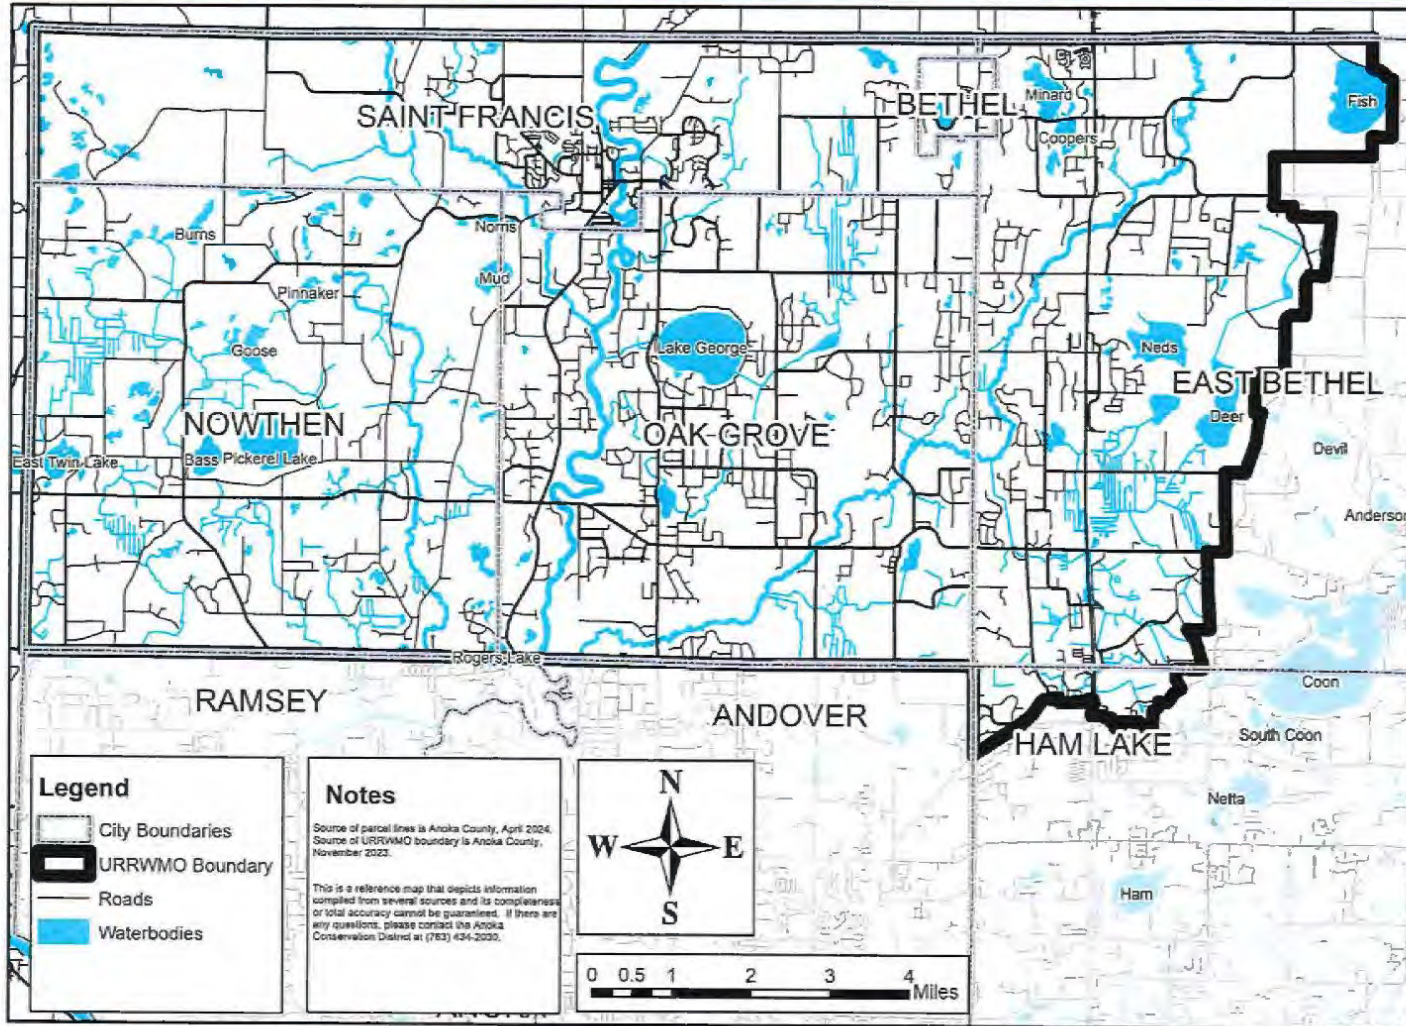 SAINT FRANCIS
BETHEL
Minard
Fish
Coopers
Burns
Norris
Mud
Pinnaker
Goose
Lake George
Neds
EAST BETHEL
NOWTHEN
OAK GROVE
Deer
East Twin Lake
Bass Pickerel Lake
Devil
Anderson
Rogers Lake
RAMSEY
ANDOVER
Coon
HAM LAKE
South Coon
Netta
Ham
Legend
City Boundaries
URRWMO Boundary
Roads
Waterbodies
Notes
Source of parcel lines is Anoka County, April 2024.
Source of URRWMO boundary is Anoka County,
November 2023.
This is a reference map that depicts information
compiled from several sources and its completeness
or total accuracy cannot be guaranteed. If there are
any questions, please contact the Anoka
Conservation District at (763) 434-2030.
N
W E
S
0 0.5 1 2 3 4
Miles